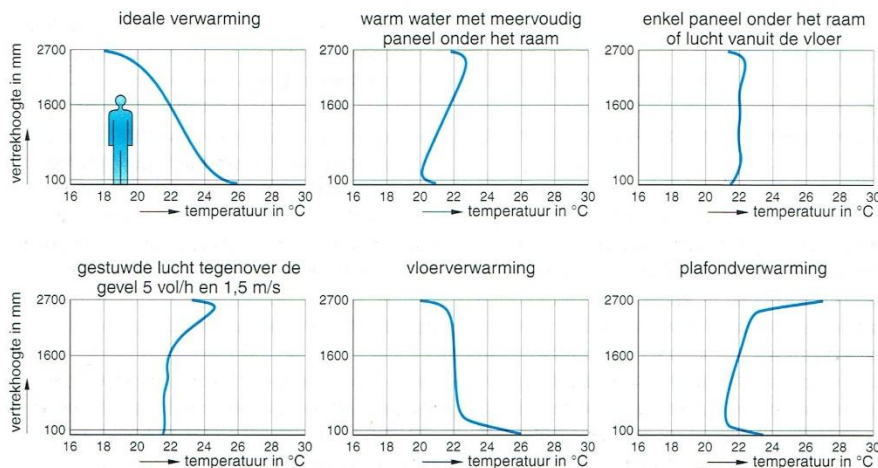 ideale verwarming
vertrekhoogte in mm
2700
1600
100
16 18 20 22 24 26 28 30
temperatuur in °C
warm water met meervoudig
paneel onder het raam
2700
1600
100
16 18 20 22 24 26 28 30
temperatuur in °C
enkel paneel onder het raam
of lucht vanuit de vloer
2700
1600
100
16 18 20 22 24 26 28 30
temperatuur in °C
gestuwde lucht tegenover de
gevel 5 vol/h en 1,5 m/s
vertrekhoogte in mm
2700
1600
100
16 18 20 22 24 26 28 30
temperatuur in °C
vloerverwarming
2700
1600
100
16 18 20 22 24 26 28 30
temperatuur in °C
plafondverwarming
2700
1600
100
16 18 20 22 24 26 28 30
temperatuur in °C